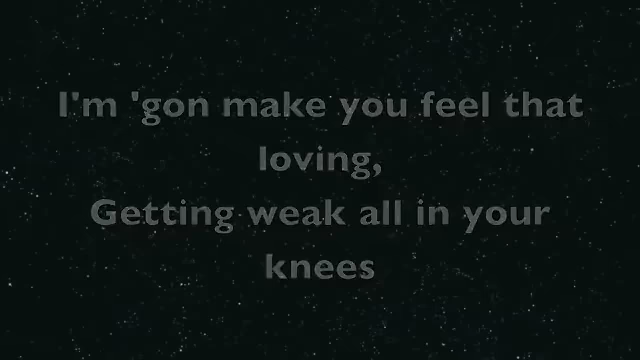 I'm 'gon make you feel that
loving,
Getting weak all in your
knees